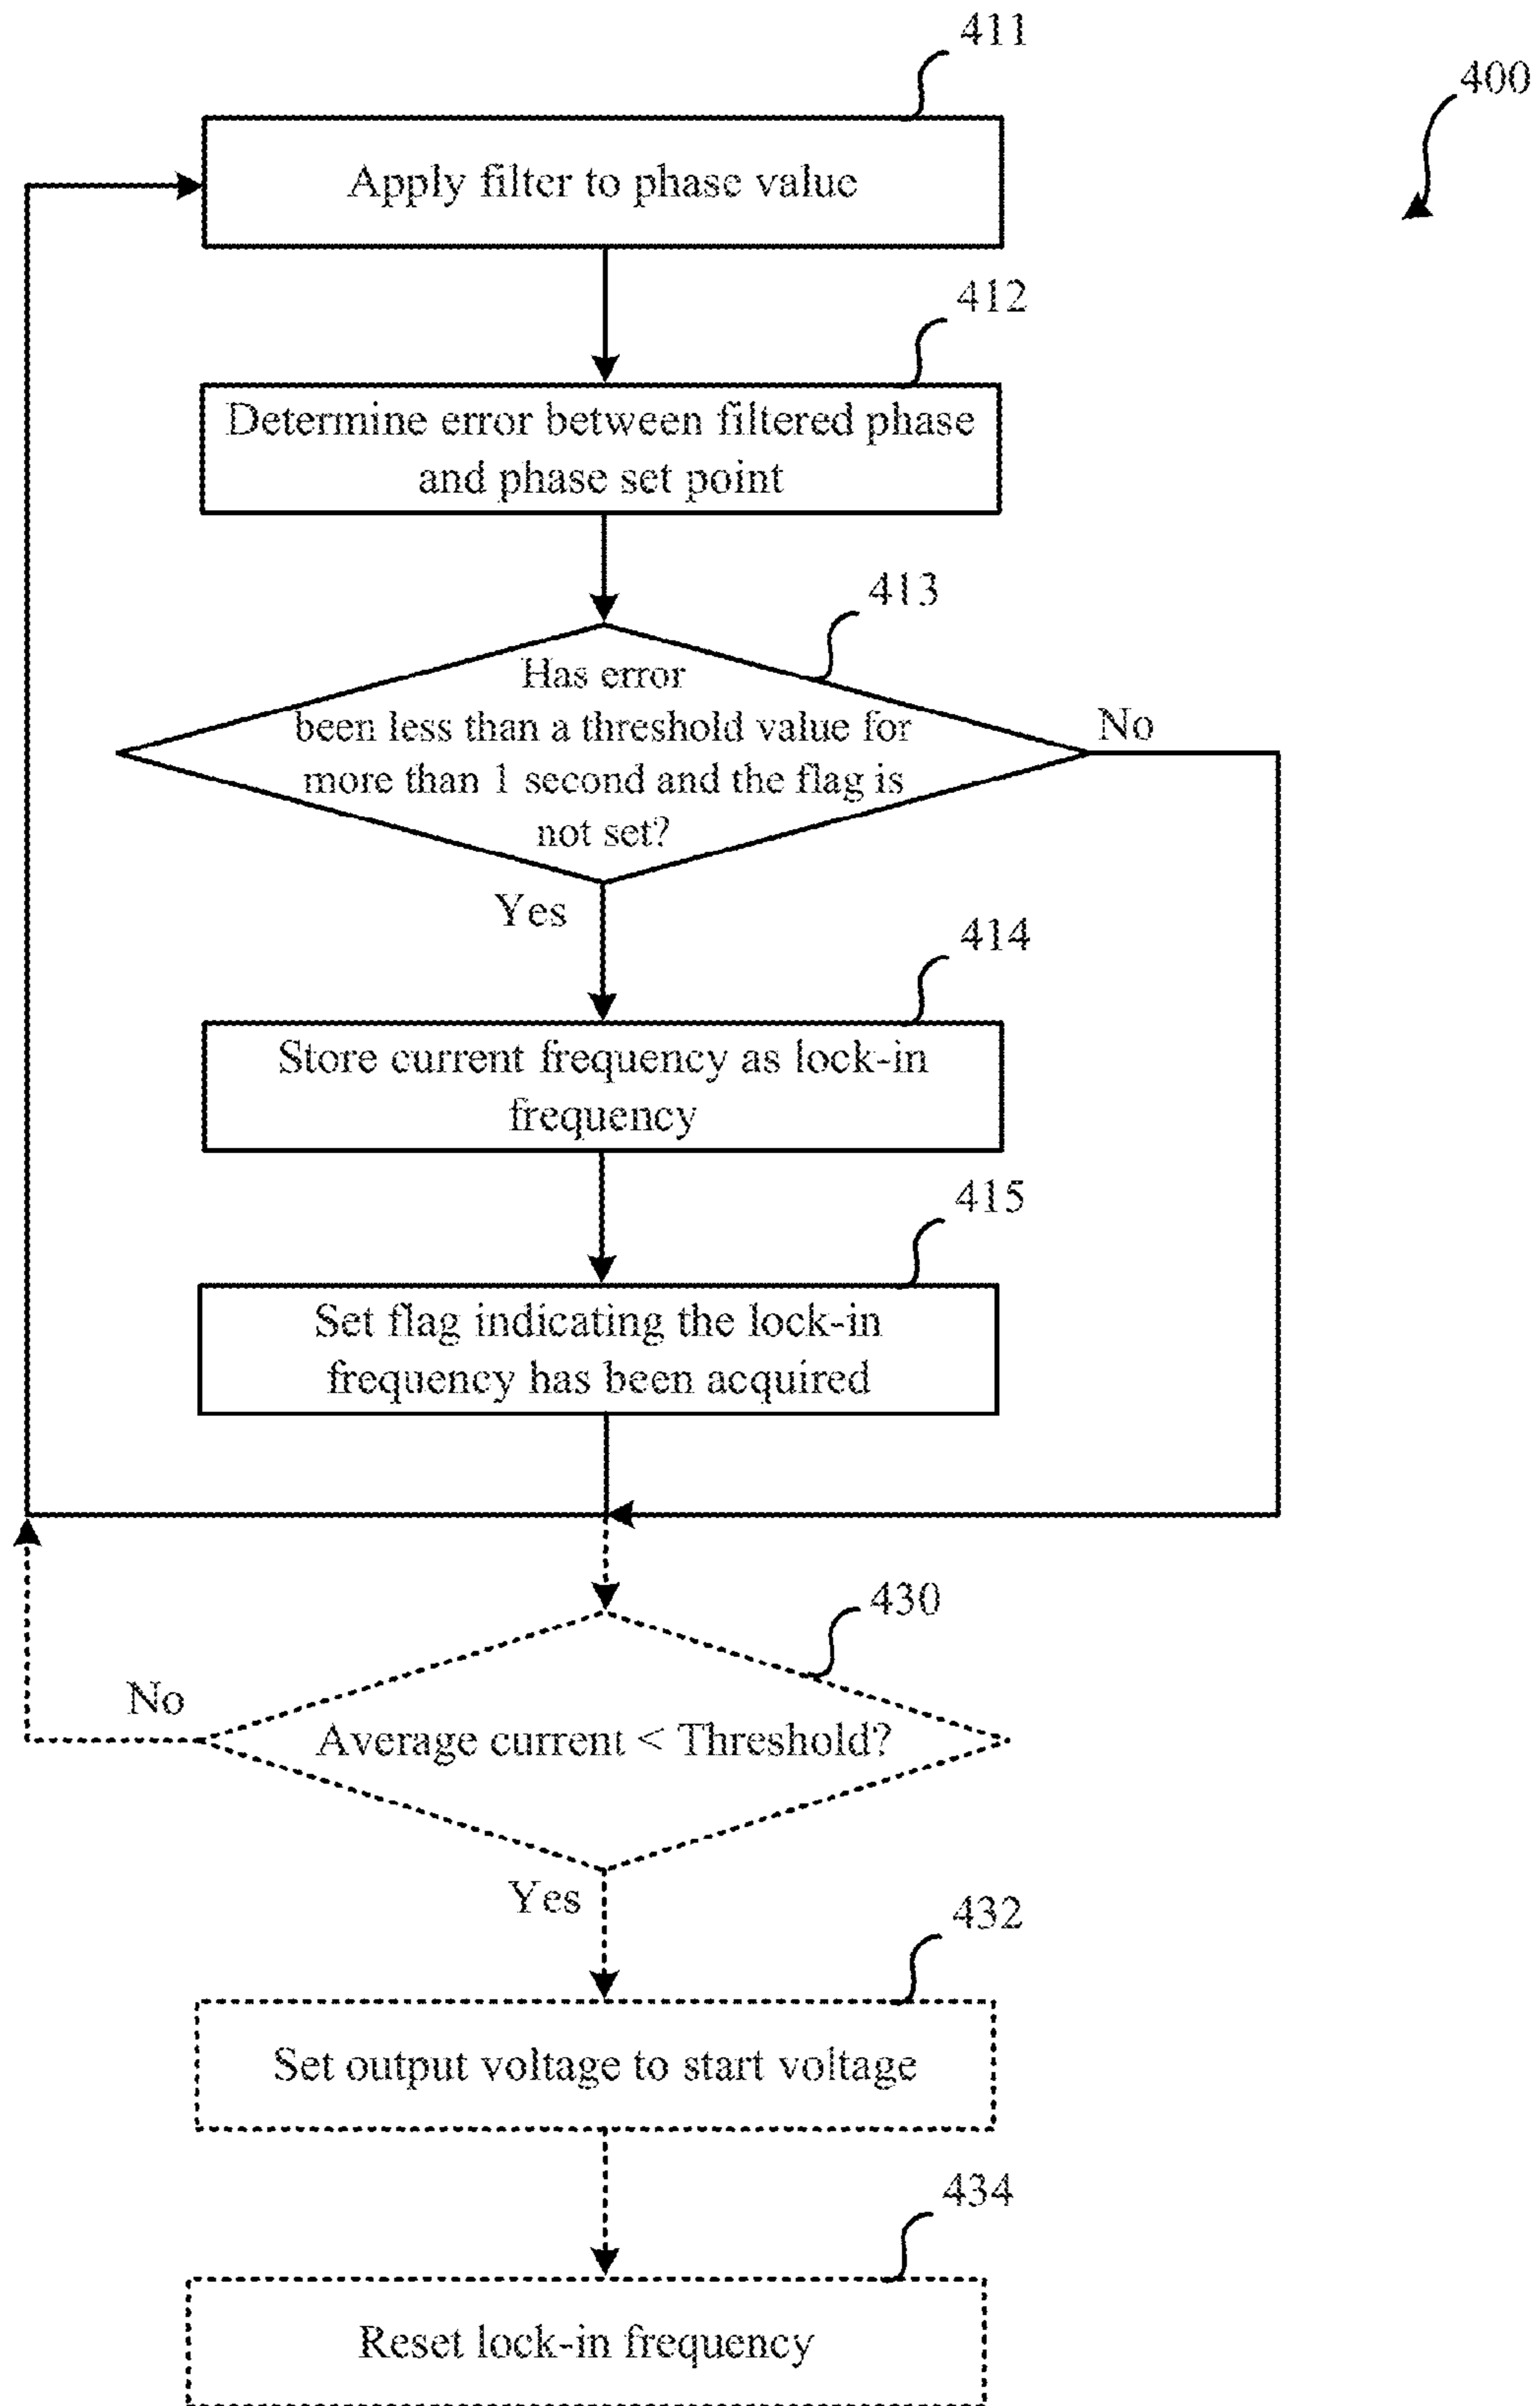 411
400
Apply filter to phase value
412
Determine error between filtered phase
and phase set point
413
Has error
been less than a threshold value for
more than 1 second and the flag is
not set?
No
Yes
414
Store current frequency as lock-in
frequency
415
Set flag indicating the lock-in
frequency has been acquired
430
No
Average current < Threshold?
Yes
432
Set output voltage to start voltage
434
Reset lock-in frequency